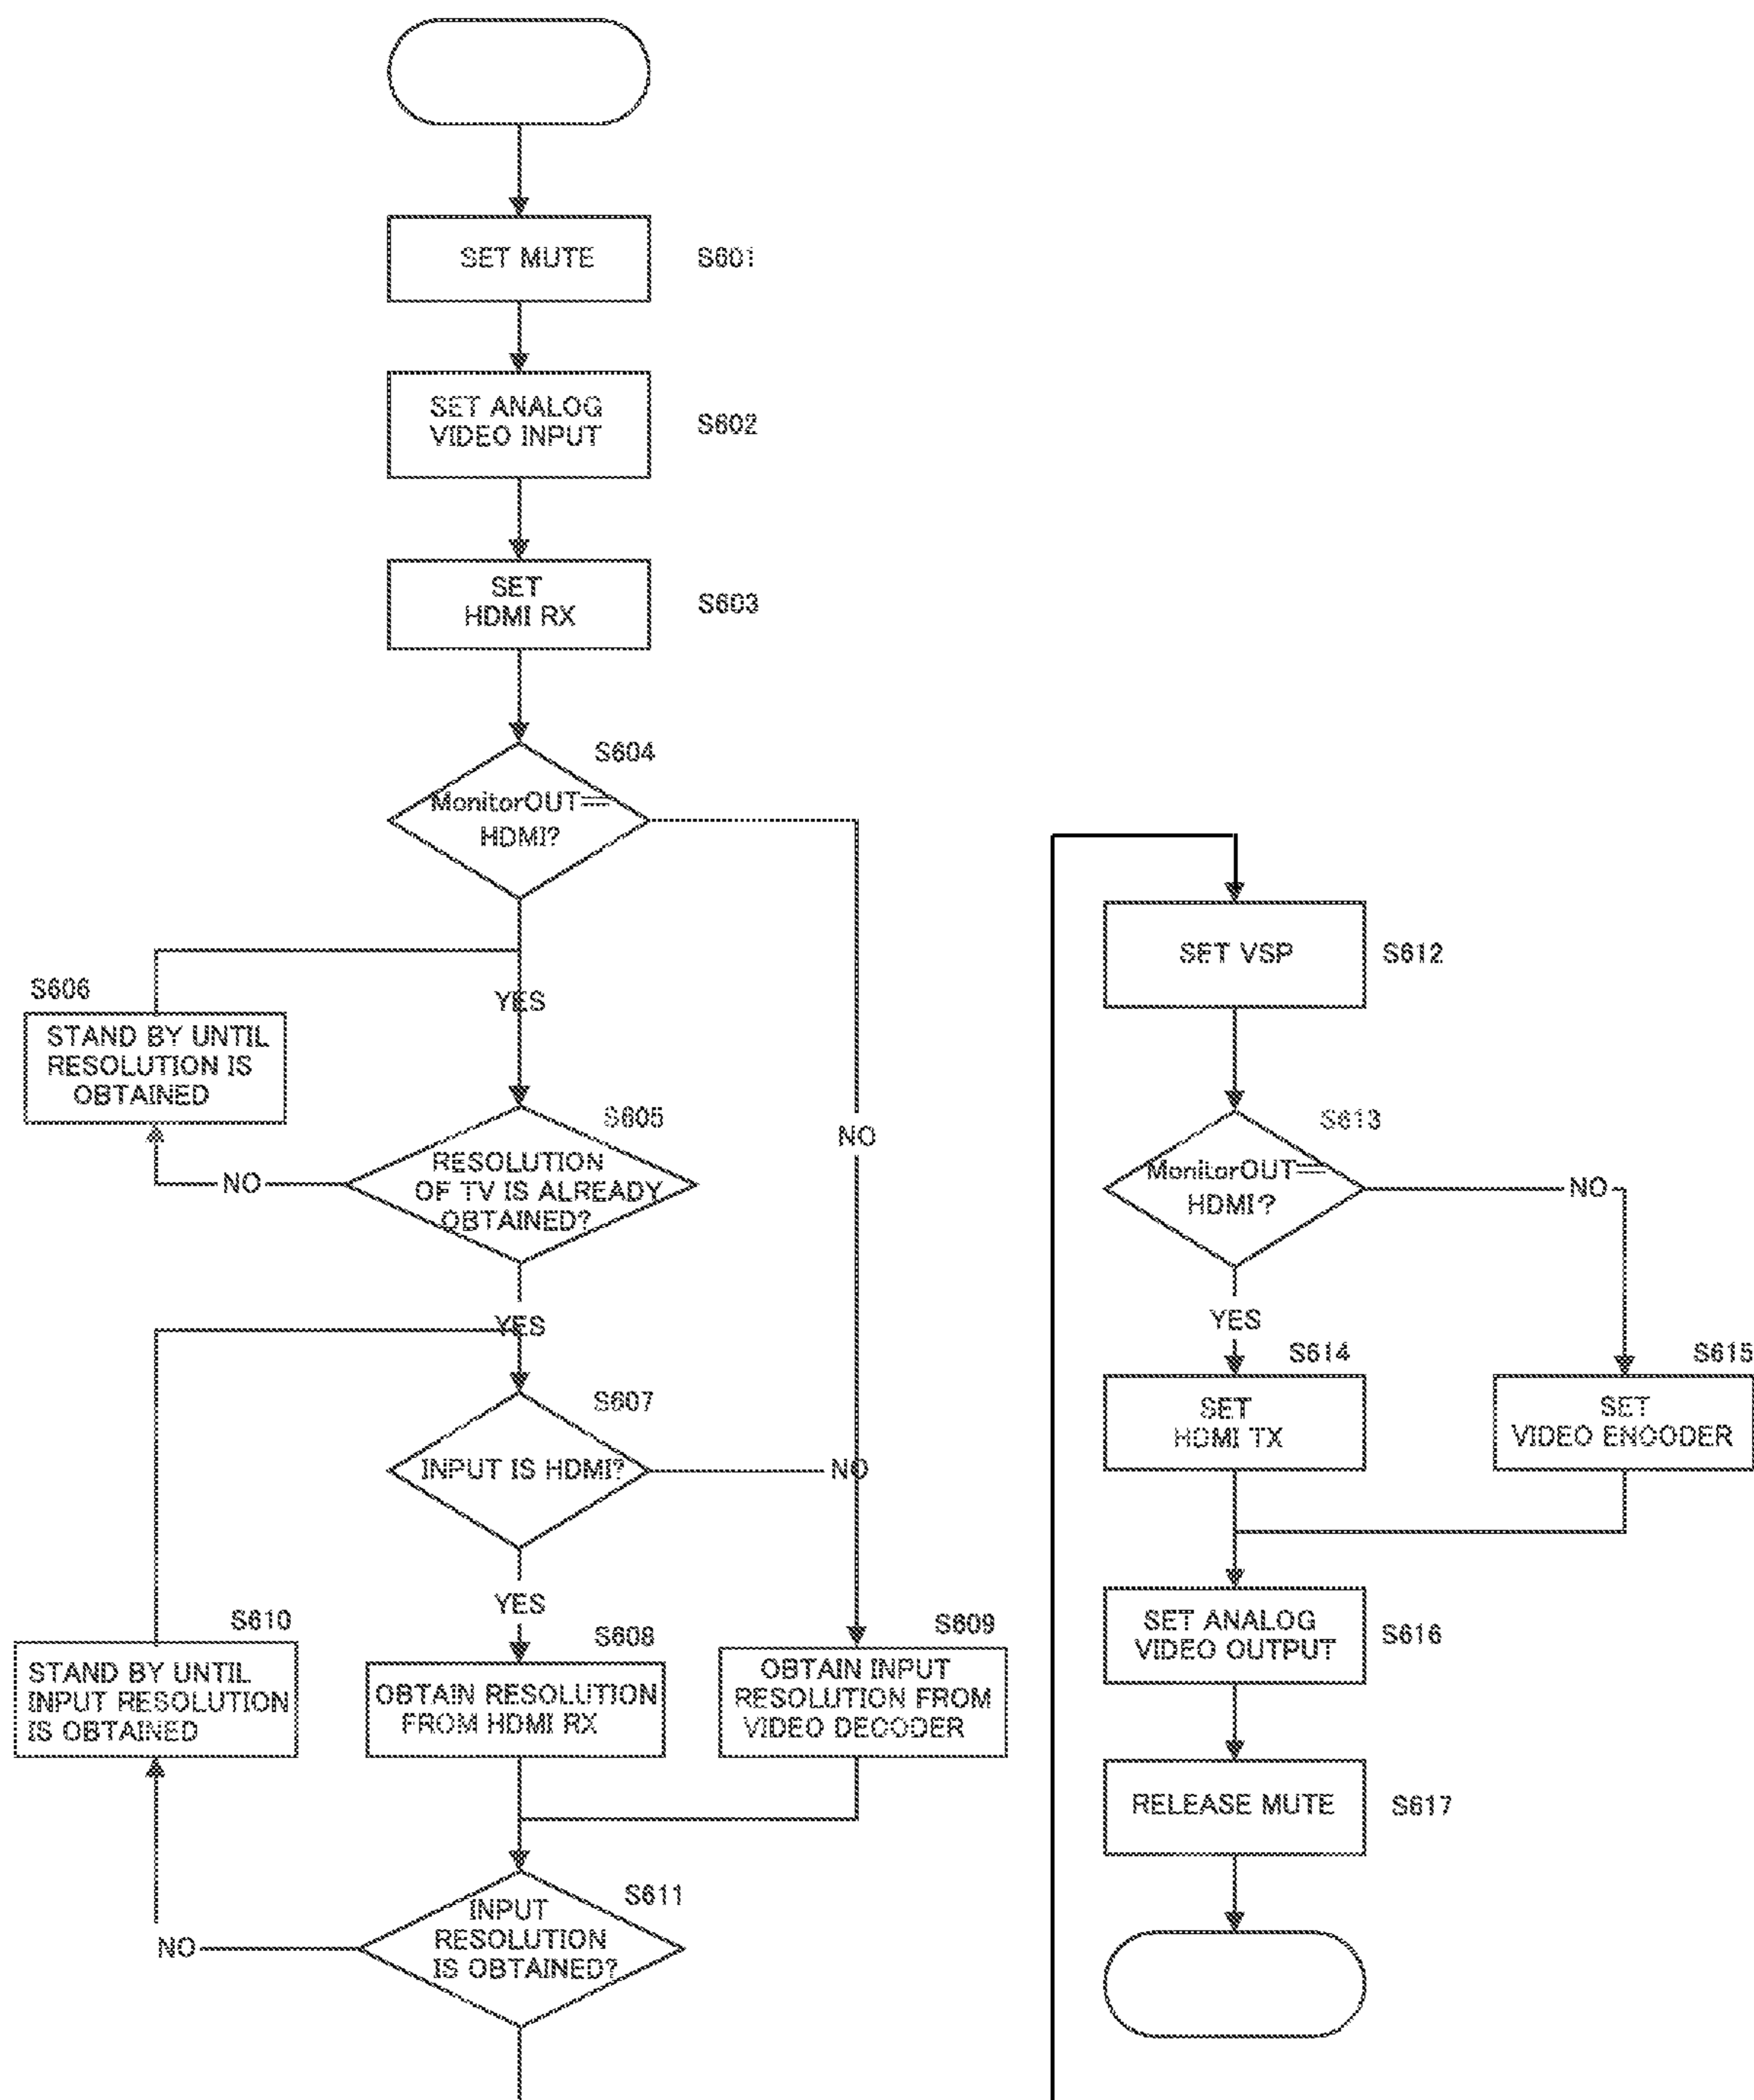 SET MUTE
S601
SET ANALOG
VIDEO INPUT
S602
SET
HDMI RX
S603
S604
MonitorOUT==
HDMI?
YES
NO
S606
STAND BY UNTIL
RESOLUTION IS
OBTAINED
S605
RESOLUTION
OF TV IS ALREADY
OBTAINED?
NO
YES
S607
INPUT IS HDMI?
NO
YES
S610
STAND BY UNTIL
INPUT RESOLUTION
IS OBTAINED
S608
OBTAIN RESOLUTION
FROM HDMI RX
S609
OBTAIN INPUT
RESOLUTION FROM
VIDEO DECODER
S611
INPUT
RESOLUTION
IS OBTAINED?
NO
SET VSP
S612
S613
MonitorOUT==
HDMI?
NO
YES
S614
SET
HDMI TX
S615
SET
VIDEO ENCODER
SET ANALOG
VIDEO OUTPUT
S616
RELEASE MUTE
S617